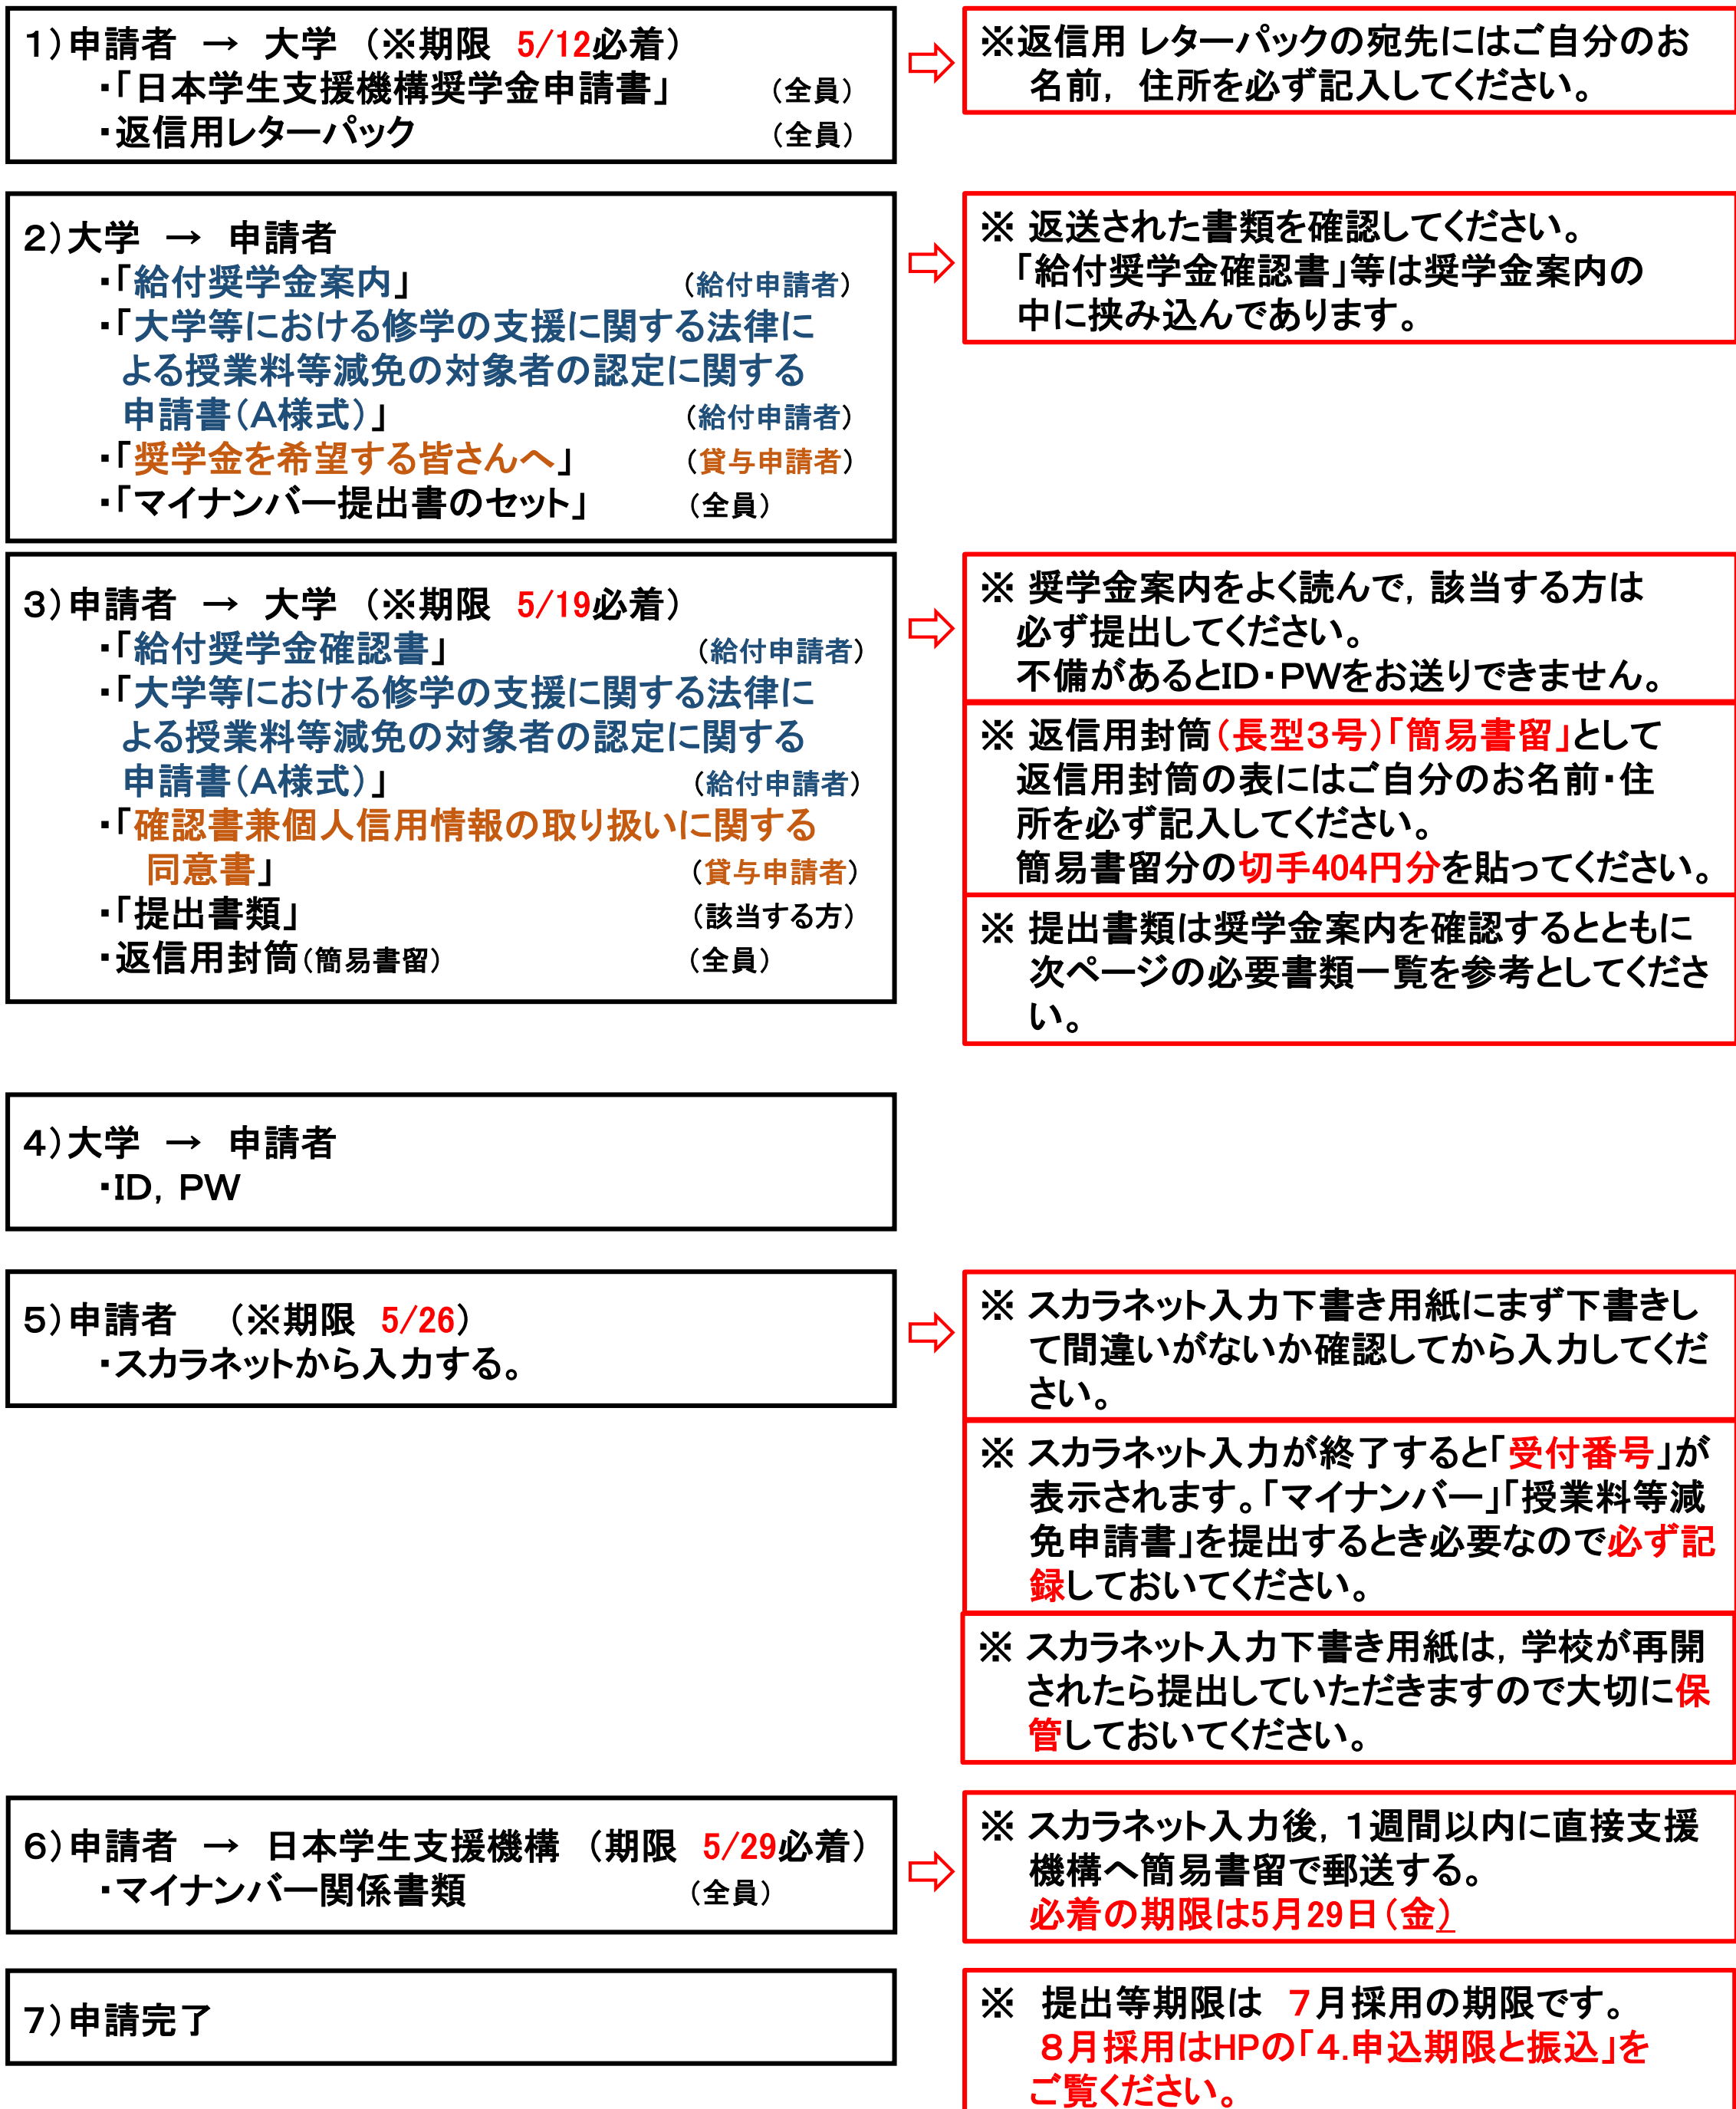 １）申請者　→　大学　（※期限　5/12必着）
・「日本学生支援機構奨学金申請書」　（全員）
・返信用レターパック　（全員）
※返信用 レターパックの宛先にはご自分のお
名前，住所を必ず記入してください。
２）大学　→　申請者
・「給付奨学金案内」　（給付申請者）
・「大学等における修学の支援に関する法律に
よる授業料等減免の対象者の認定に関する
申請書（A様式）」　（給付申請者）
・「奨学金を希望する皆さんへ」　（貸与申請者）
・「マイナンバー提出書のセット」　（全員）
※ 返送された書類を確認してください。
「給付奨学金確認書」等は奨学金案内の
中に挟み込んであります。
３）申請者　→　大学　（※期限　5/19必着）
・「給付奨学金確認書」　（給付申請者）
・「大学等における修学の支援に関する法律に
よる授業料等減免の対象者の認定に関する
申請書（A様式）」　（給付申請者）
・「確認書兼個人信用情報の取り扱いに関する
同意書」　（貸与申請者）
・「提出書類」　（該当する方）
・返信用封筒（簡易書留）　（全員）
※ 奨学金案内をよく読んで，該当する方は
必ず提出してください。
不備があるとID・PWをお送りできません。
※ 返信用封筒（長型３号）「簡易書留」として
返信用封筒の表にはご自分のお名前・住
所を必ず記入してください。
簡易書留分の切手404円分を貼ってください。
※ 提出書類は奨学金案内を確認するとともに
次ページの必要書類一覧を参考としてくださ
い。
４）大学　→　申請者
・ID，PW
５）申請者　（※期限　5/26）
・スカラネットから入力する。
※ スカラネット入力下書き用紙にまず下書きし
て間違いがないか確認してから入力してくだ
さい。
※ スカラネット入力が終了すると「受付番号」が
表示されます。「マイナンバー」「授業料等減
免申請書」を提出するとき必要なので必ず記
録しておいてください。
※ スカラネット入力下書き用紙は，学校が再開
されたら提出していただきますので大切に保
管しておいてください。
６）申請者　→　日本学生支援機構　（期限　5/29必着）
・マイナンバー関係書類　（全員）
※ スカラネット入力後，１週間以内に直接支援
機構へ簡易書留で郵送する。
必着の期限は5月29日（金）
７）申請完了
※　提出等期限は　７月採用の期限です。
８月採用はHPの「４.申込期限と振込」を
ご覧ください。